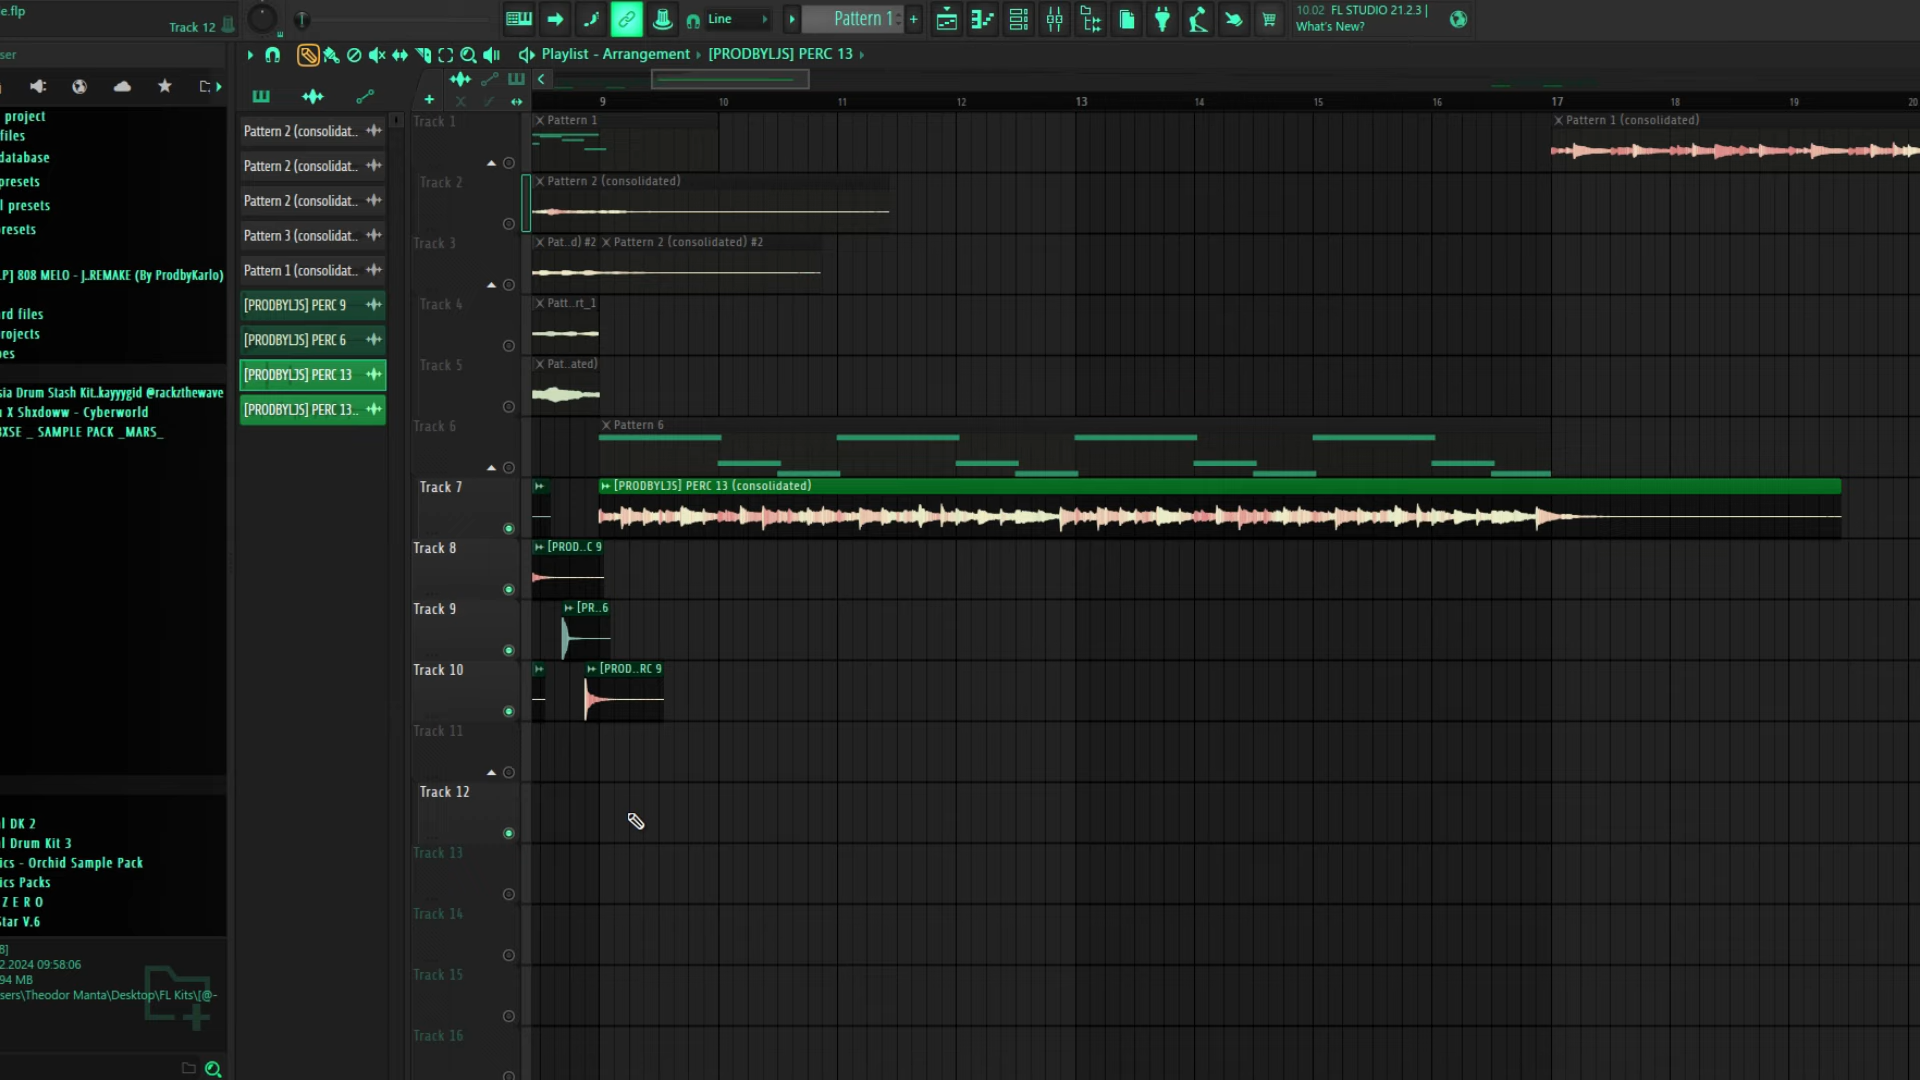 e.flp
Track 12
Line
Pattern 1
10.02 FL STUDIO 21.2.3 |
What's New?
ser
Playlist - Arrangement › [PRODBYLJS] PERC 13 ›
9 10 11 12 13 14 15 16 17 18 19 20
project
files
database
presets
l presets
resets
LP] 808 MELO - J..REMAKE (By ProdbyKarlo)
rd files
rojects
pes
sia Drum Stash Kit..kayyygid @rackzthewave
u X Shxdoww - Cyberworld
BXSE _ SAMPLE PACK _MARS_
l DK 2
l Drum Kit 3
ics - Orchid Sample Pack
ics Packs
Z E R O
Star V.6
8]
2.2024 09:58:06
94 MB
sers\Theodor Manta\Desktop\FL Kits\[@-
Pattern 2 (consolidat..
Pattern 2 (consolidat..
Pattern 2 (consolidat..
Pattern 3 (consolidat..
Pattern 1 (consolidat..
[PRODBYLJS] PERC 9
[PRODBYLJS] PERC 6
[PRODBYLJS] PERC 13
[PRODBYLJS] PERC 13..
Track 1
Pattern 1
Pattern 1 (consolidated)
Track 2
Pattern 2 (consolidated)
Track 3
Pat..d) #2
Pattern 2 (consolidated) #2
Track 4
Patt..rt_1
Track 5
Pat..ated)
Track 6
Pattern 6
Track 7
[PRODBYLJS] PERC 13 (consolidated)
Track 8
[PROD..C 9
Track 9
[PR..6
Track 10
[PROD..RC 9
Track 11
Track 12
Track 13
Track 14
Track 15
Track 16